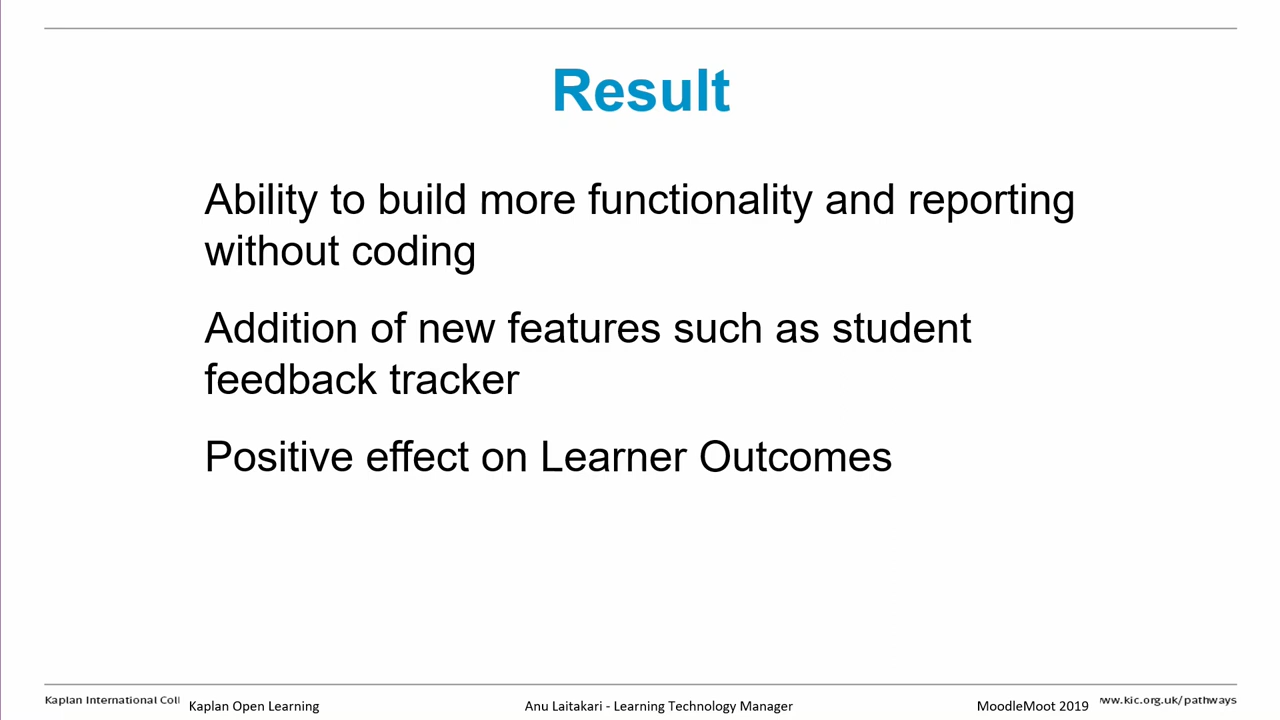 Result
Ability to build more functionality and reporting
without coding
Addition of new features such as student
feedback tracker
Positive effect on Learner Outcomes
Kaplan International Coll
Kaplan Open Learning
Anu Laitakari - Learning Technology Manager
MoodleMoot 2019
ww.kic.org.uk/pathways